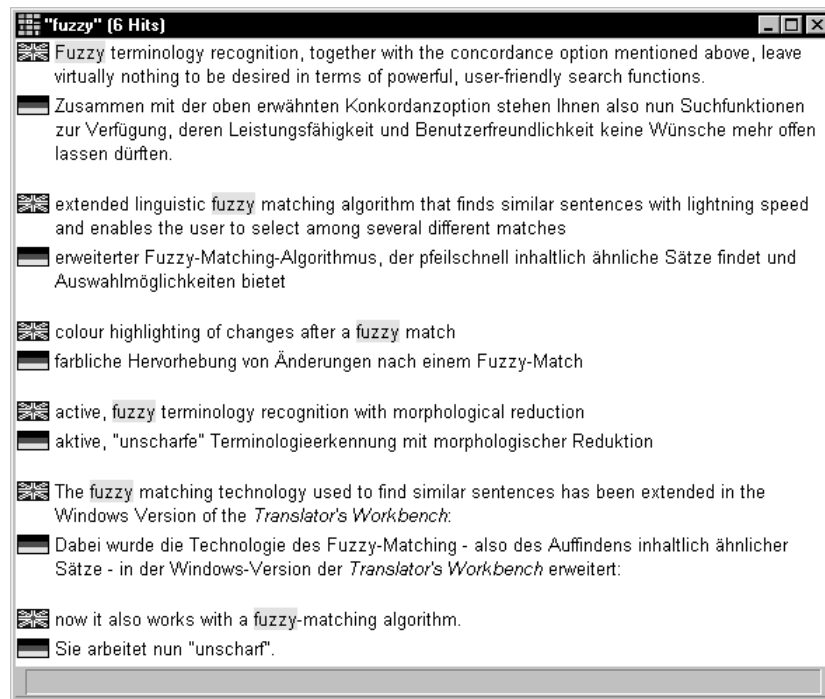 "fuzzy" (6 Hits)
Fuzzy terminology recognition, together with the concordance option mentioned above, leave
virtually nothing to be desired in terms of powerful, user-friendly search functions.
Zusammen mit der oben erwähnten Konkordanzoption stehen Ihnen also nun Suchfunktionen
zur Verfügung, deren Leistungsfähigkeit und Benutzerfreundlichkeit keine Wünsche mehr offen
lassen dürften.
extended linguistic fuzzy matching algorithm that finds similar sentences with lightning speed
and enables the user to select among several different matches
erweiterter Fuzzy-Matching-Algorithmus, der pfeilschnell inhaltlich ähnliche Sätze findet und
Auswahlmöglichkeiten bietet
colour highlighting of changes after a fuzzy match
farbliche Hervorhebung von Änderungen nach einem Fuzzy-Match
active, fuzzy terminology recognition with morphological reduction
aktive, "unscharfe" Terminologieerkennung mit morphologischer Reduktion
The fuzzy matching technology used to find similar sentences has been extended in the
Windows Version of the Translator's Workbench:
Dabei wurde die Technologie des Fuzzy-Matching - also des Auffindens inhaltlich ähnlicher
Sätze - in der Windows-Version der Translator's Workbench erweitert:
now it also works with a fuzzy-matching algorithm.
Sie arbeitet nun "unscharf".